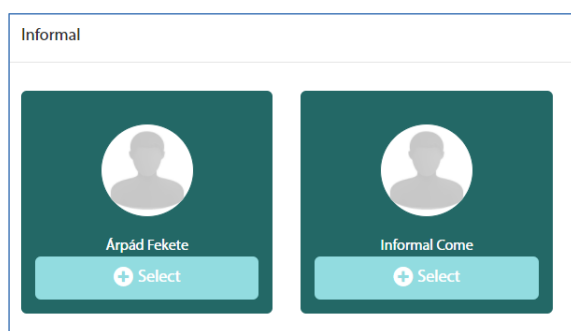 Informal
Árpád Fekete
Select
Informal Come
Select